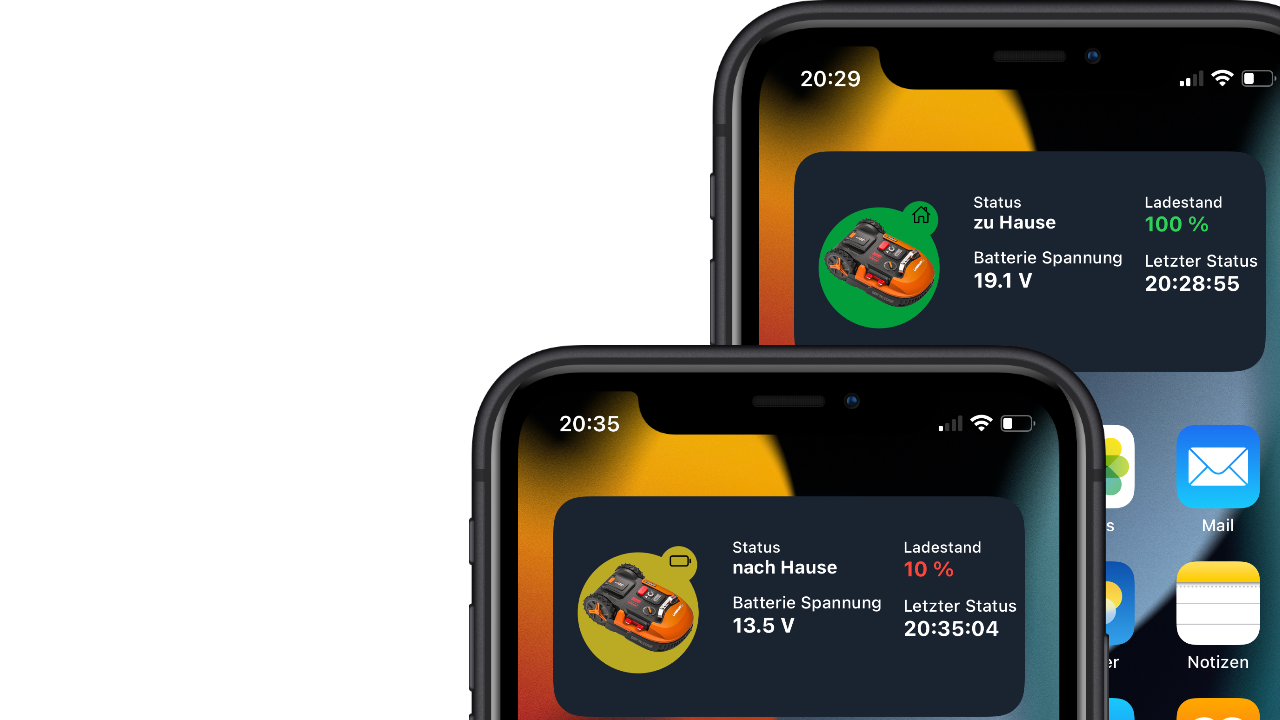 20:29
Status
zu Hause
Ladestand
100 %
Batterie Spannung
19.1 V
Letzter Status
20:28:55
s
Mail
er
Notizen
20:35
Status
nach Hause
Ladestand
10 %
Batterie Spannung
13.5 V
Letzter Status
20:35:04